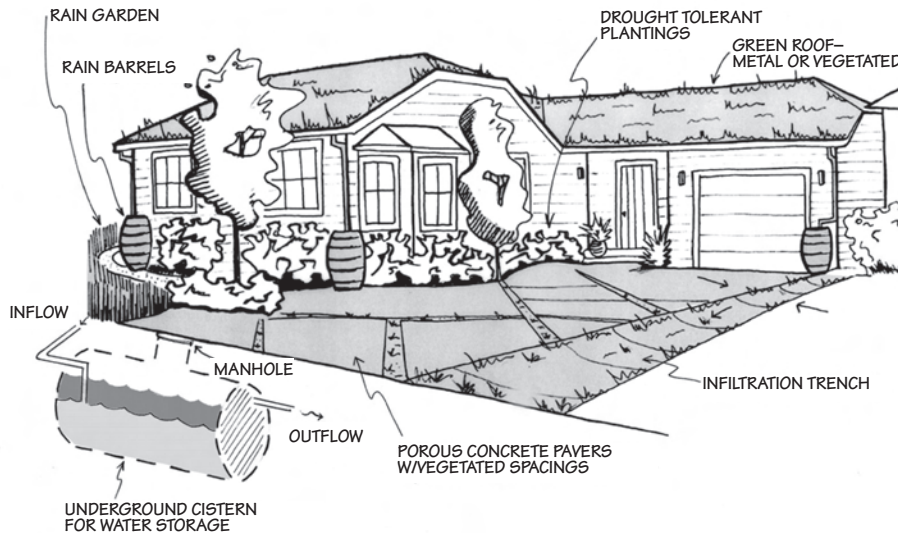 RAIN GARDEN
RAIN BARRELS
DROUGHT TOLERANT
PLANTINGS
GREEN ROOF–
METAL OR VEGETATED
INFLOW
MANHOLE
OUTFLOW
INFILTRATION TRENCH
POROUS CONCRETE PAVERS
W/VEGETATED SPACINGS
UNDERGROUND CISTERN
FOR WATER STORAGE